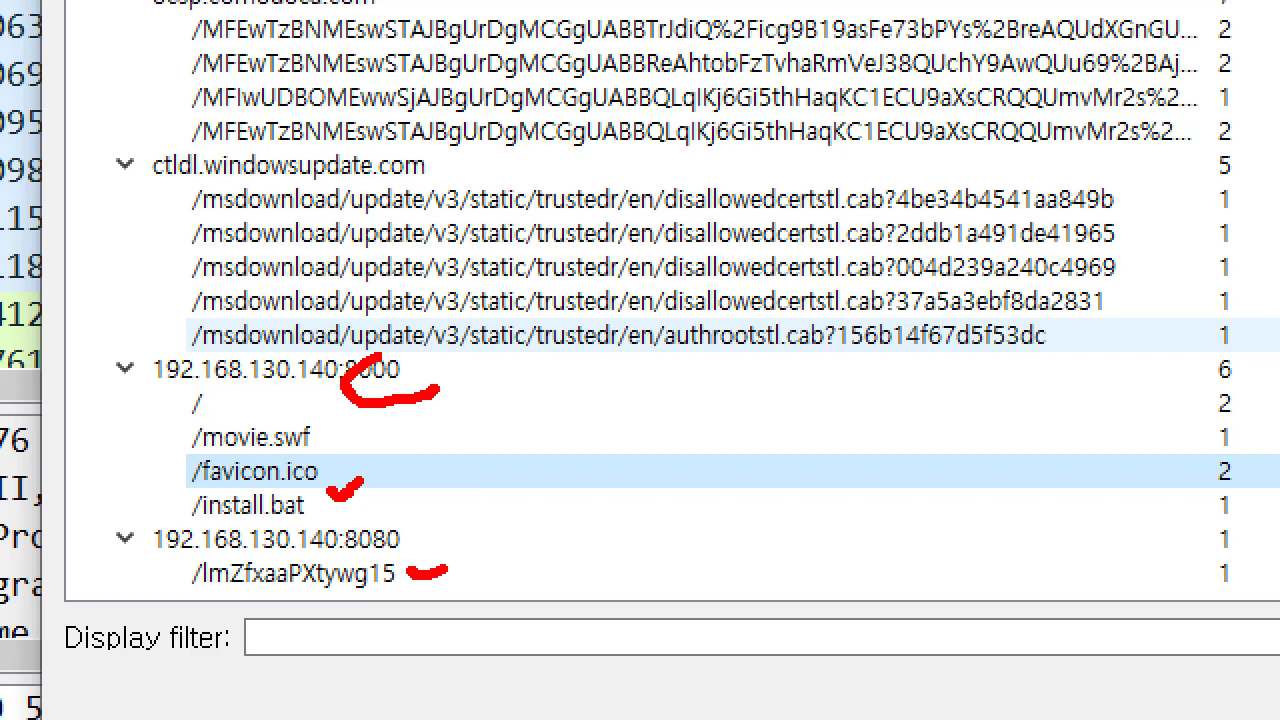 /MFEwTzBNMEswSTAJBgUrDgMCGgUABBTrJdiQ%2Ficg9B19asFe73bPYs%2BreAQUdXGnGU... 2
/MFEwTzBNMEswSTAJBgUrDgMCGgUABBReAhtobFzTvhaRmVeJ38QUchY9AwQUu69%2BAj... 2
/MFIwUDBOMEwwSjAJBgUrDgMCGgUABBQLqIKj6Gi5thHaqKC1ECU9aXsCRQQUmvMr2s%2... 1
/MFEwTzBNMEswSTAJBgUrDgMCGgUABBQLqIKj6Gi5thHaqKC1ECU9aXsCRQQUmvMr2s%2... 2
ctldl.windowsupdate.com 5
/msdownload/update/v3/static/trustedr/en/disallowedcertstl.cab?4be34b4541aa849b 1
/msdownload/update/v3/static/trustedr/en/disallowedcertstl.cab?2ddb1a491de41965 1
/msdownload/update/v3/static/trustedr/en/disallowedcertstl.cab?004d239a240c4969 1
/msdownload/update/v3/static/trustedr/en/disallowedcertstl.cab?37a5a3ebf8da2831 1
/msdownload/update/v3/static/trustedr/en/authrootstl.cab?156b14f67d5f53dc 1
192.168.130.140:8000 6
/ 2
/movie.swf 1
/favicon.ico 2
/install.bat 1
192.168.130.140:8080 1
/lmZfxaaPXtywg15 1
Display filter: